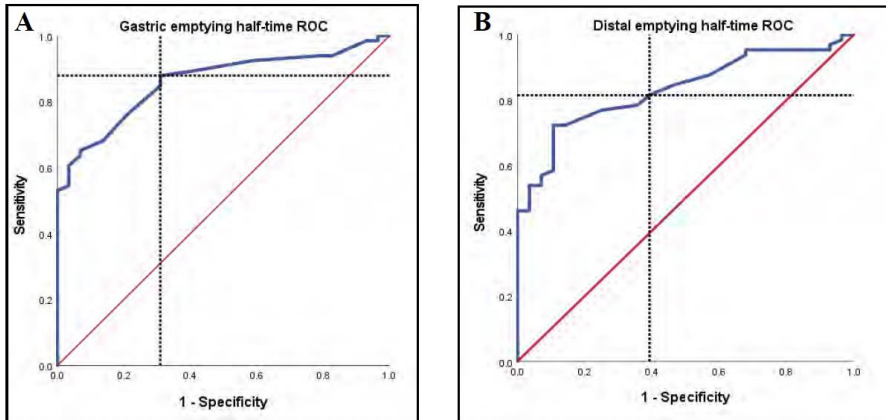 A
Gastric emptying half-time ROC
1.0
0.8
0.6
0.4
0.2
0.0
Sensitivity
0.0 0.2 0.4 0.6 0.8 1.0
1 - Specificity
B
Distal emptying half-time ROC
1.0
0.8
0.6
0.4
0.2
0.0
Sensitivity
0.0 0.2 0.4 0.6 0.8 1.0
1 - Specificity